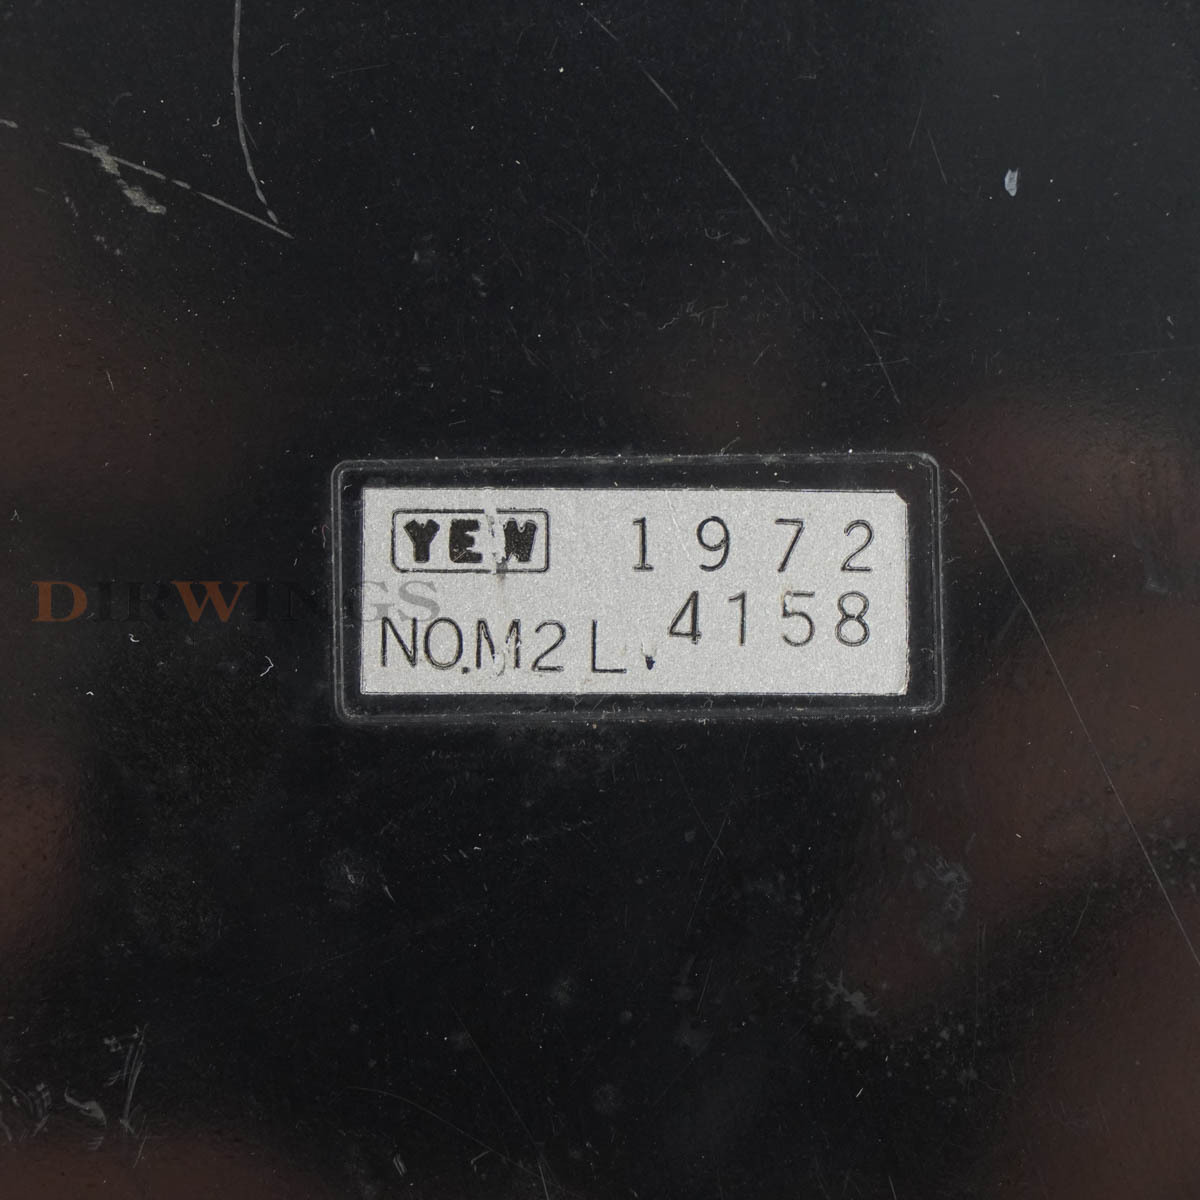 YEW 1972
NO.M2L. 4158
DIRWINGS